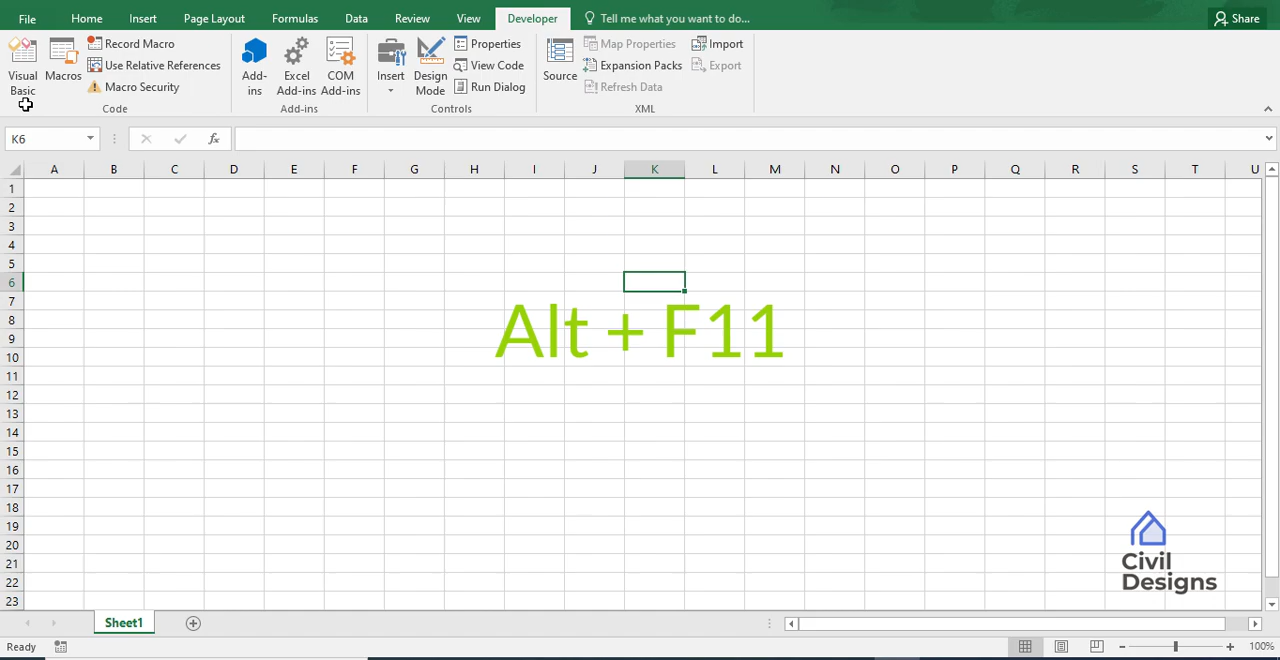 File Home Insert Page Layout Formulas Data Review View Developer Tell me what you want to do... Share
Visual Basic
Macros
Record Macro
Use Relative References
Macro Security
Code
Add-ins
Excel Add-ins
COM Add-ins
Add-ins
Insert
Design Mode
Properties
View Code
Run Dialog
Controls
Source
Map Properties
Expansion Packs
Refresh Data
Import
Export
XML
K6
fx
A B C D E F G H I J K L M N O P Q R S T U
1
2
3
4
5
6
7
8
9
10
11
12
13
14
15
16
17
18
19
20
21
22
23
Alt + F11
Civil
Designs
Sheet1
Ready
100%